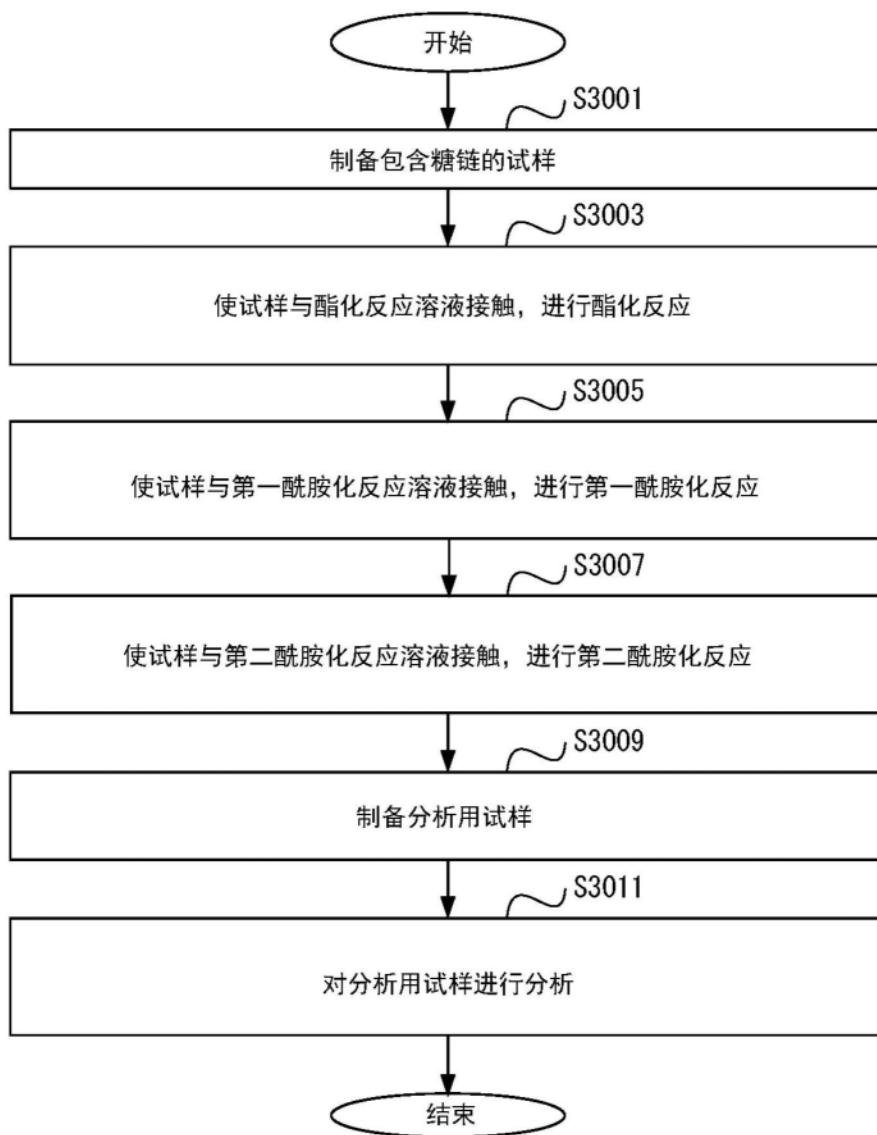 开始
S3001
制备包含糖链的试样
S3003
使试样与酯化反应溶液接触，进行酯化反应
S3005
使试样与第一酰胺化反应溶液接触，进行第一酰胺化反应
S3007
使试样与第二酰胺化反应溶液接触，进行第二酰胺化反应
S3009
制备分析用试样
S3011
对分析用试样进行分析
结束